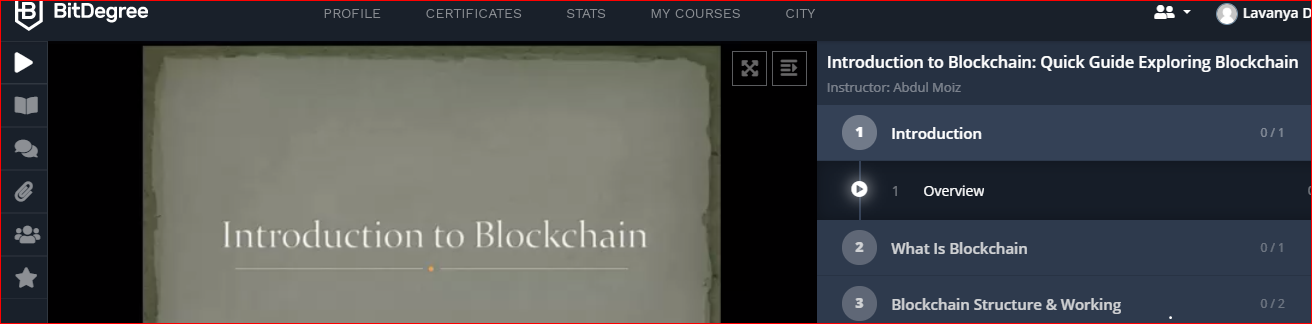 BitDegree
PROFILE CERTIFICATES STATS MY COURSES CITY
Lavanya D
Introduction to Blockchain: Quick Guide Exploring Blockchain
Instructor: Abdul Moiz
1 Introduction 0 / 1
1 Overview
2 What Is Blockchain 0 / 1
3 Blockchain Structure & Working 0 / 2
Introduction to Blockchain